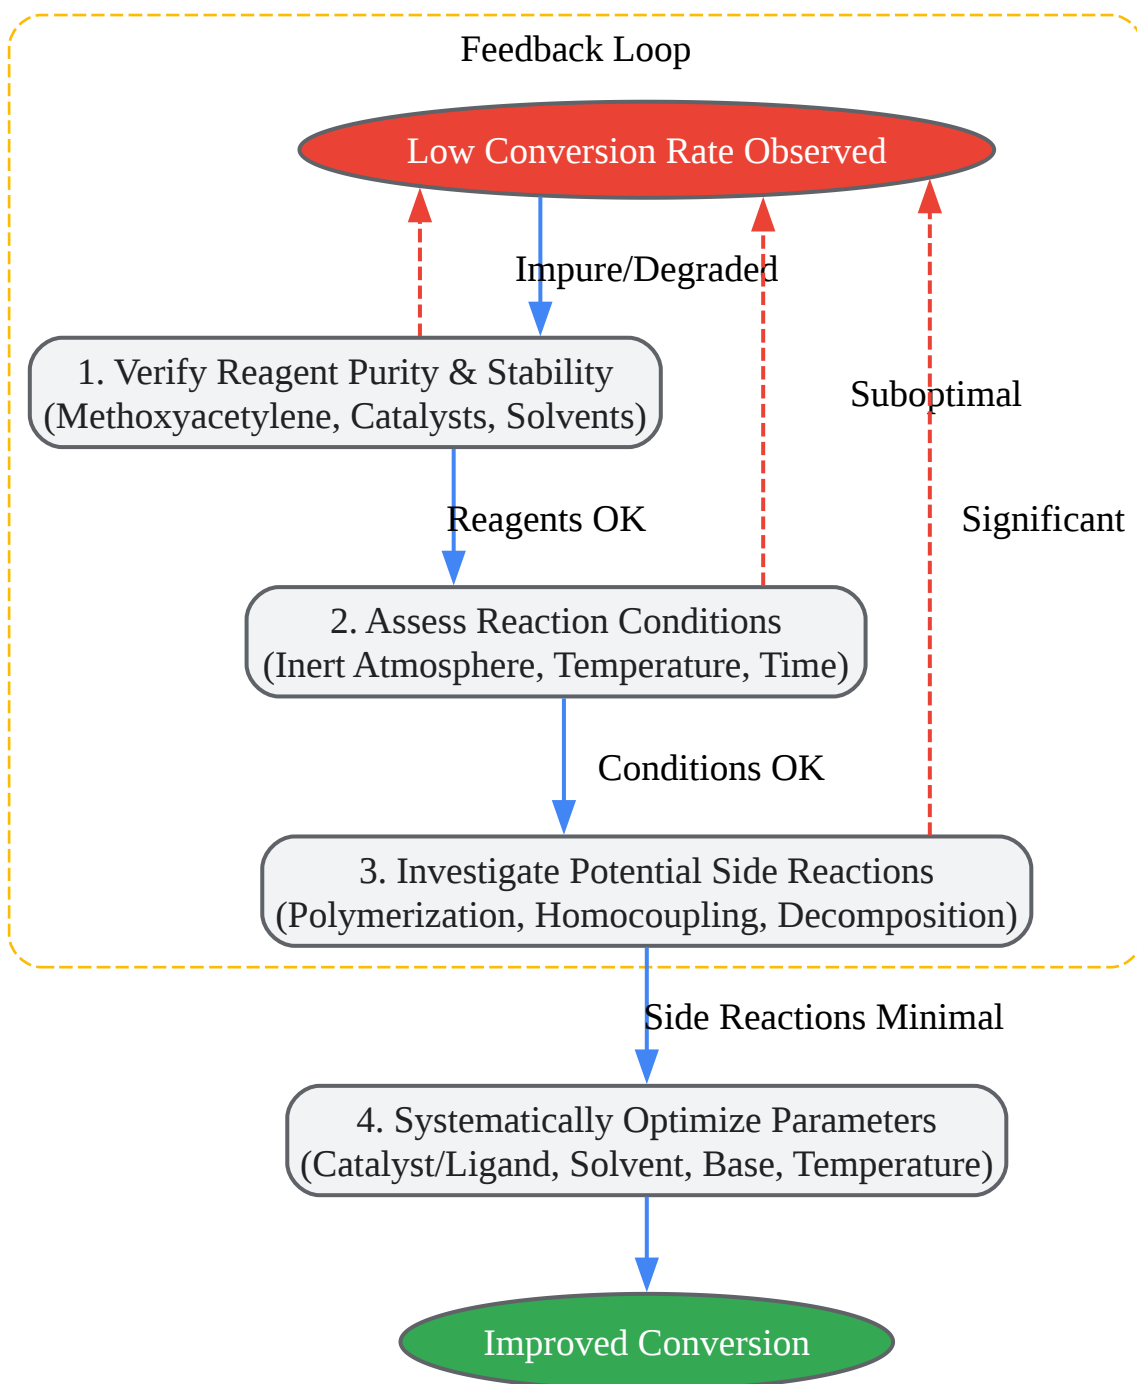 Feedback Loop
Low Conversion Rate Observed
Impure/Degraded
1. Verify Reagent Purity & Stability
(Methoxyacetylene, Catalysts, Solvents)
Suboptimal
Reagents OK
Significant
2. Assess Reaction Conditions
(Inert Atmosphere, Temperature, Time)
Conditions OK
3. Investigate Potential Side Reactions
(Polymerization, Homocoupling, Decomposition)
Side Reactions Minimal
4. Systematically Optimize Parameters
(Catalyst/Ligand, Solvent, Base, Temperature)
Improved Conversion